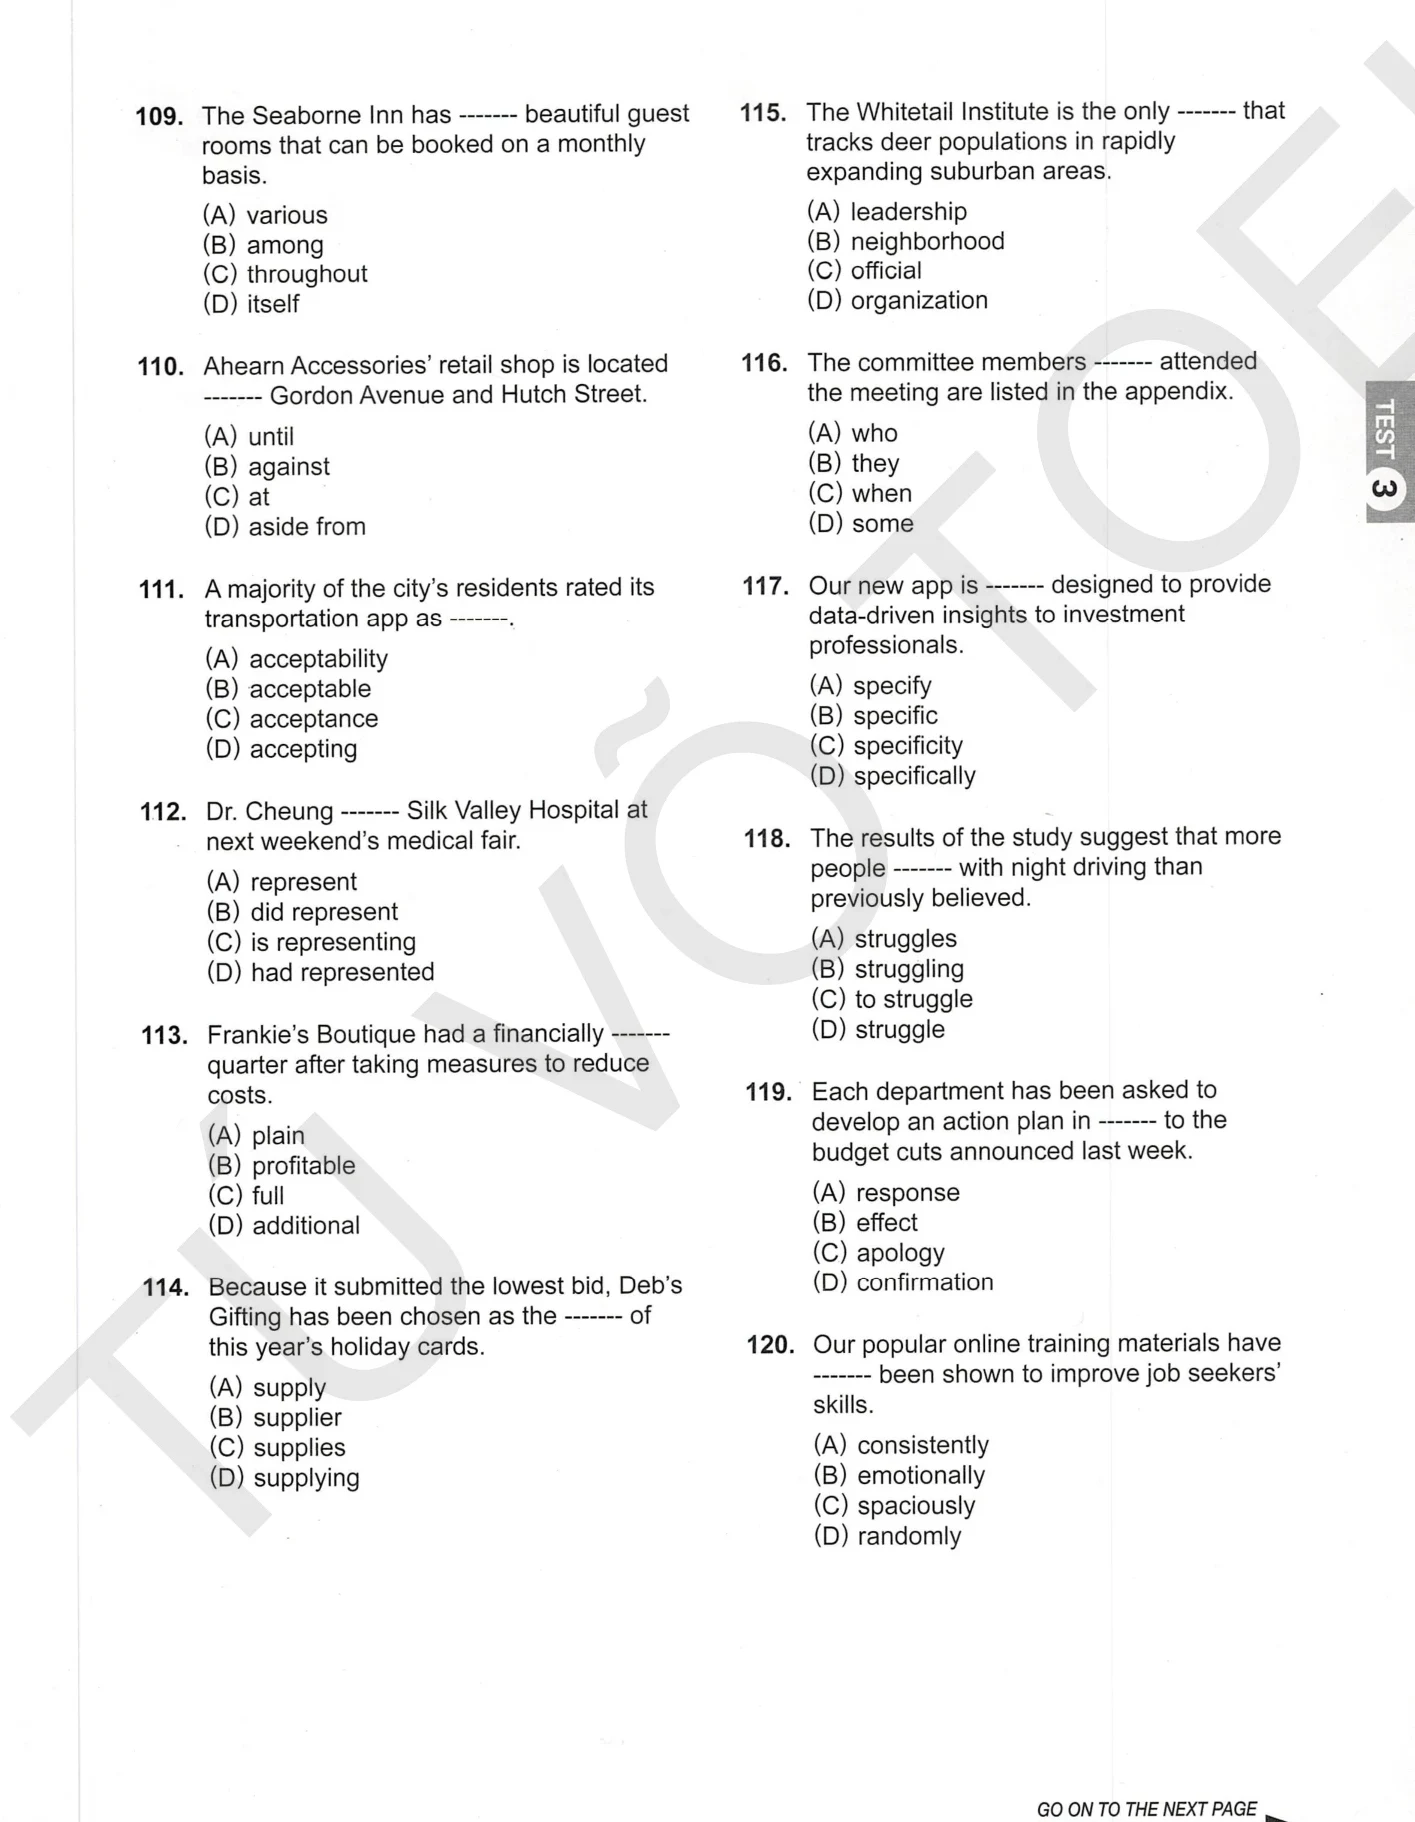 109. The Seaborne Inn has ------- beautiful guest
rooms that can be booked on a monthly
basis.
(A) various
(B) among
(C) throughout
(D) itself
110. Ahearn Accessories’ retail shop is located
------- Gordon Avenue and Hutch Street.
(A) until
(B) against
(C) at
(D) aside from
111. A majority of the city’s residents rated its
transportation app as -------.
(A) acceptability
(B) acceptable
(C) acceptance
(D) accepting
112. Dr. Cheung ------- Silk Valley Hospital at
next weekend’s medical fair.
(A) represent
(B) did represent
(C) is representing
(D) had represented
113. Frankie’s Boutique had a financially -------
quarter after taking measures to reduce
costs.
(A) plain
(B) profitable
(C) full
(D) additional
114. Because it submitted the lowest bid, Deb’s
Gifting has been chosen as the ------- of
this year’s holiday cards.
(A) supply
(B) supplier
(C) supplies
(D) supplying
115. The Whitetail Institute is the only ------- that
tracks deer populations in rapidly
expanding suburban areas.
(A) leadership
(B) neighborhood
(C) official
(D) organization
116. The committee members ------- attended
the meeting are listed in the appendix.
(A) who
(B) they
(C) when
(D) some
117. Our new app is ------- designed to provide
data-driven insights to investment
professionals.
(A) specify
(B) specific
(C) specificity
(D) specifically
118. The results of the study suggest that more
people ------- with night driving than
previously believed.
(A) struggles
(B) struggling
(C) to struggle
(D) struggle
119. Each department has been asked to
develop an action plan in ------- to the
budget cuts announced last week.
(A) response
(B) effect
(C) apology
(D) confirmation
120. Our popular online training materials have
------- been shown to improve job seekers’
skills.
(A) consistently
(B) emotionally
(C) spaciously
(D) randomly
TEST 3
GO ON TO THE NEXT PAGE
TÚ VÕ TOE